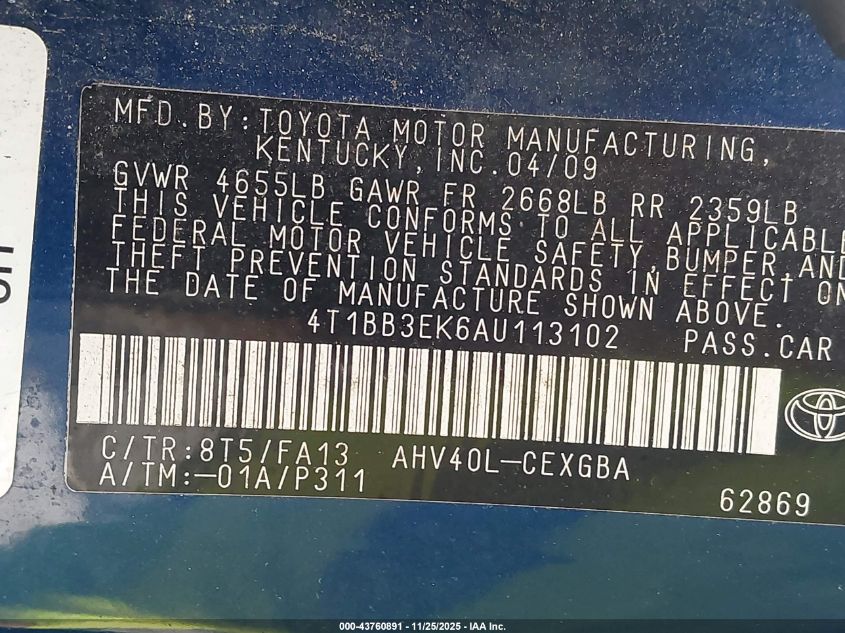 MFD.BY:TOYOTA MOTOR MANUFACTURING,
KENTUCKY,INC.04/09
GVWR 4655LB GAWR FR 2668LB RR 2359LB
THIS VEHICLE CONFORMS TO ALL APPLICABLE
FEDERAL MOTOR VEHICLE SAFETY,BUMPER,AND
THEFT PREVENTION STANDARDS IN EFFECT ON
THE DATE OF MANUFACTURE SHOWN ABOVE.
4T1BB3EK6AU113102 PASS.CAR
C/TR:8T5/FA13 AHV40L-CEXGBA
A/TM:-01A/P311
62869
000-43760891 - 11/25/2025 - IAA Inc.